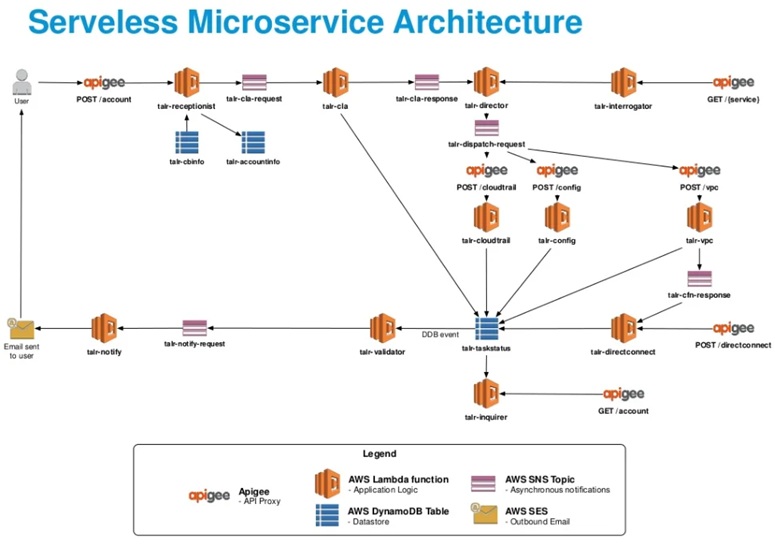 Serveless Microservice Architecture
User
apigee
POST /account
talr-receptionist
talr-cla-request
talr-cla
talr-cla-response
talr-director
talr-interrogator
apigee
GET /{service}
talr-cbinfo
talr-accountinfo
talr-dispatch-request
apigee
POST /cloudtrail
apigee
POST /config
apigee
POST /vpc
talr-cloudtrail
talr-config
talr-vpc
talr-cfn-response
Email sent
to user
talr-notify
talr-notify-request
talr-validator
DDB event
talr-taskstatus
talr-directconnect
apigee
POST /directconnect
talr-inquirer
apigee
GET /account
Legend
apigee
Apigee
- API Proxy
AWS Lambda function
- Application Logic
AWS SNS Topic
- Asynchronous notifications
AWS DynamoDB Table
- Datastore
AWS SES
- Outbound Email